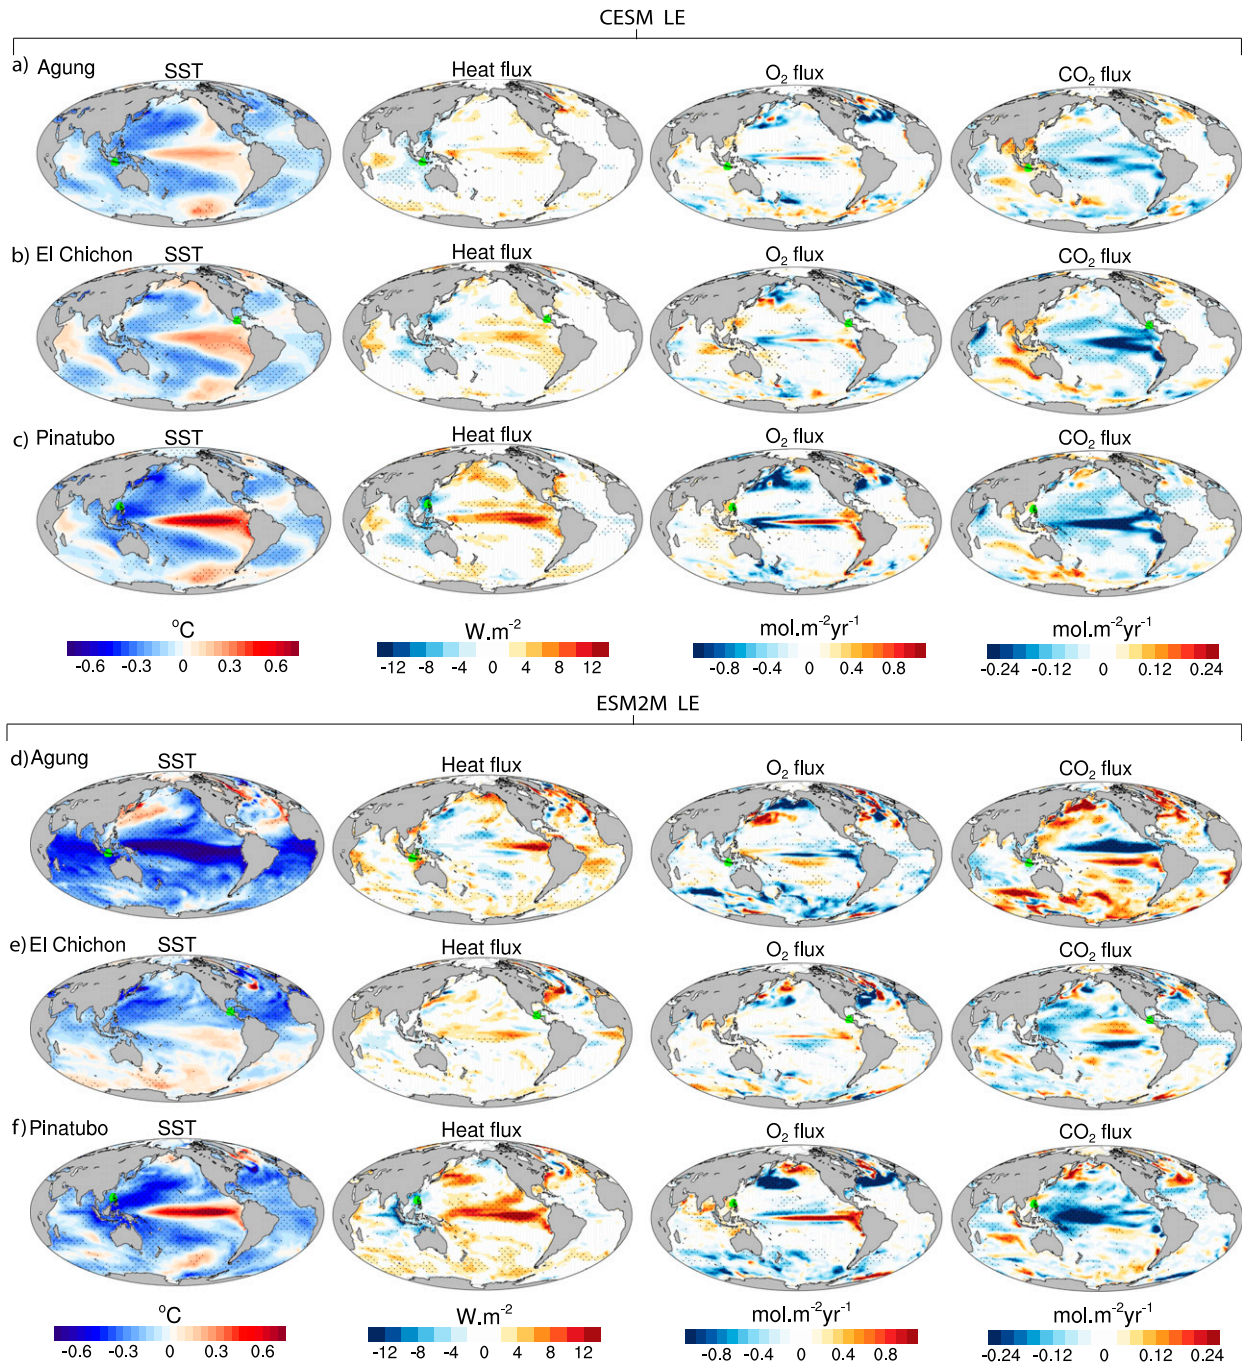 CESM LE
a) Agung SST Heat flux O₂ flux CO₂ flux
b) El Chichon SST Heat flux O₂ flux CO₂ flux
c) Pinatubo SST Heat flux O₂ flux CO₂ flux
°C W.m⁻² mol.m⁻²yr⁻¹ mol.m⁻²yr⁻¹
-0.6 -0.3 0 0.3 0.6 -12 -8 -4 0 4 8 12 -0.8 -0.4 0 0.4 0.8 -0.24 -0.12 0 0.12 0.24
ESM2M LE
d) Agung SST Heat flux O₂ flux CO₂ flux
e) El Chichon SST Heat flux O₂ flux CO₂ flux
f) Pinatubo SST Heat flux O₂ flux CO₂ flux
°C W.m⁻² mol.m⁻²yr⁻¹ mol.m⁻²yr⁻¹
-0.6 -0.3 0 0.3 0.6 -12 -8 -4 0 4 8 12 -0.8 -0.4 0 0.4 0.8 -0.24 -0.12 0 0.12 0.24